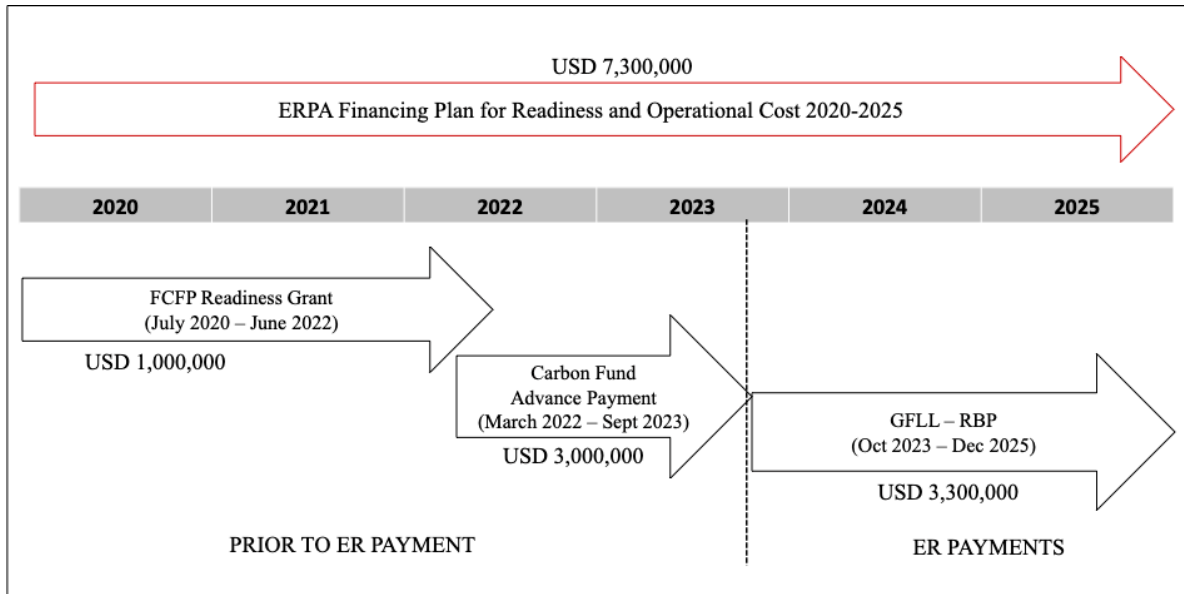 USD 7,300,000
ERPA Financing Plan for Readiness and Operational Cost 2020-2025
2020 2021 2022 2023 2024 2025
FCFP Readiness Grant
(July 2020 – June 2022)
USD 1,000,000
Carbon Fund
Advance Payment
(March 2022 – Sept 2023)
USD 3,000,000
GFLL – RBP
(Oct 2023 – Dec 2025)
USD 3,300,000
PRIOR TO ER PAYMENT
ER PAYMENTS